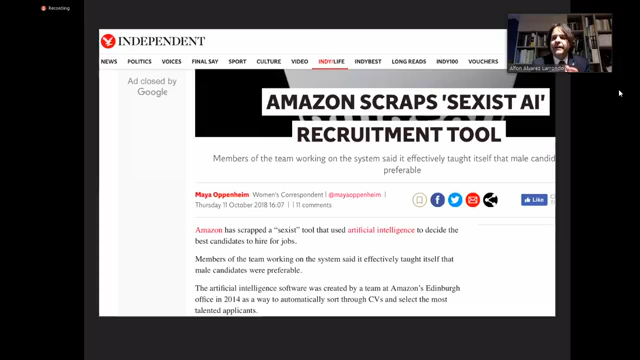 Recording
INDEPENDENT
NEWS POLITICS VOICES FINAL SAY SPORT CULTURE VIDEO INDY/LIFE INDYBEST LONG READS INDY100 VOUCHERS
Ad closed by
Google
AMAZON SCRAPS 'SEXIST AI'
RECRUITMENT TOOL
Members of the team working on the system said it effectively taught itself that male candid
preferable
Maya Oppenheim Women's Correspondent | @mayaoppenheim |
Thursday 11 October 2018 16:07 | 11 comments
Like
Amazon has scrapped a "sexist" tool that used artificial intelligence to decide the
best candidates to hire for jobs.
Members of the team working on the system said it effectively taught itself that
male candidates were preferable.
The artificial intelligence software was created by a team at Amazon's Edinburgh
office in 2014 as a way to automatically sort through CVs and select the most
talented applicants.